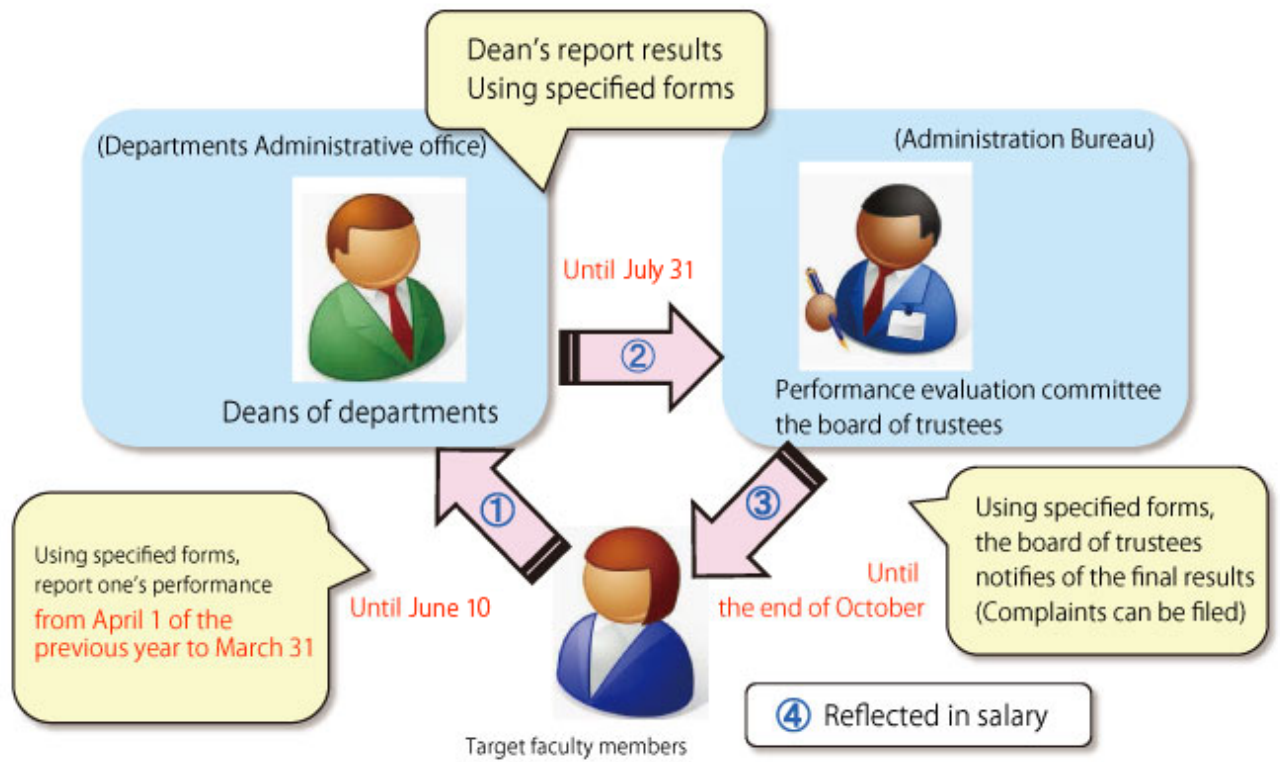 Dean's report results
Using specified forms
(Departments Administrative office)
(Administration Bureau)
Until July 31
②
Deans of departments
Performance evaluation committee
the board of trustees
①
③
Using specified forms,
report one's performance
from April 1 of the
previous year to March 31
Until June 10
Until
the end of October
Using specified forms,
the board of trustees
notifies of the final results
(Complaints can be filed)
④ Reflected in salary
Target faculty members